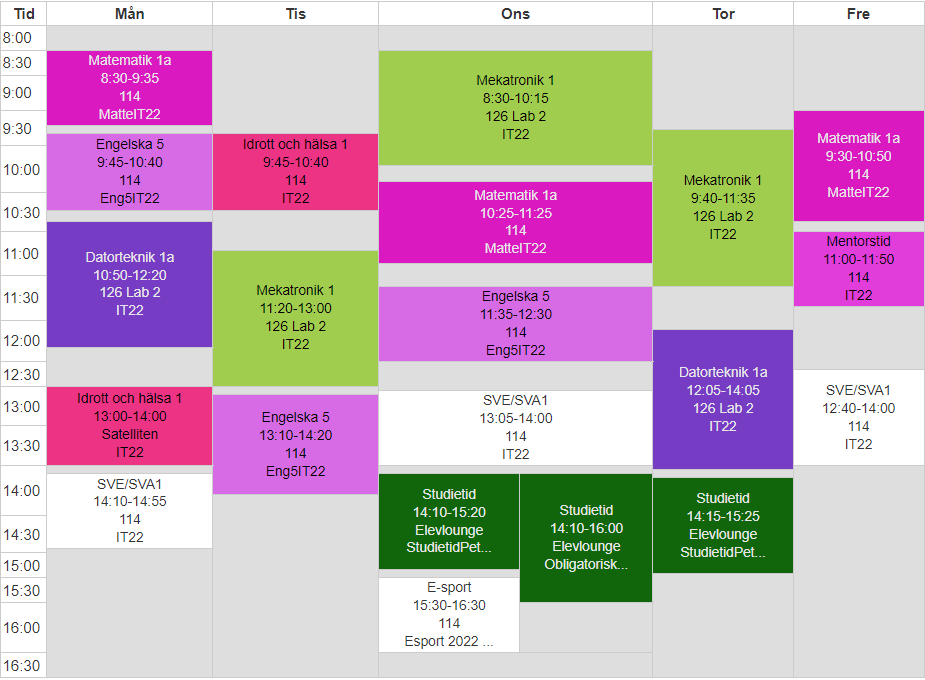 Tid Mån Tis Ons Tor Fre
8:00
8:30
9:00
9:30
10:00
10:30
11:00
11:30
12:00
12:30
13:00
13:30
14:00
14:30
15:00
15:30
16:00
16:30
Matematik 1a
8:30-9:35
114
MatteIT22
Engelska 5
9:45-10:40
114
Eng5IT22
Datorteknik 1a
10:50-12:20
126 Lab 2
IT22
Idrott och hälsa 1
13:00-14:00
Satelliten
IT22
SVE/SVA1
14:10-14:55
114
IT22
Idrott och hälsa 1
9:45-10:40
114
IT22
Mekatronik 1
11:20-13:00
126 Lab 2
IT22
Engelska 5
13:10-14:20
114
Eng5IT22
Mekatronik 1
8:30-10:15
126 Lab 2
IT22
Matematik 1a
10:25-11:25
114
MatteIT22
Engelska 5
11:35-12:30
114
Eng5IT22
SVE/SVA1
13:05-14:00
114
IT22
Studietid
14:10-15:20
Elevlounge
StudietidPet...
Studietid
14:10-16:00
Elevlounge
Obligatorisk...
E-sport
15:30-16:30
114
Esport 2022 ...
Mekatronik 1
9:40-11:35
126 Lab 2
IT22
Datorteknik 1a
12:05-14:05
126 Lab 2
IT22
Studietid
14:15-15:25
Elevlounge
StudietidPet...
Matematik 1a
9:30-10:50
114
MatteIT22
Mentorstid
11:00-11:50
114
IT22
SVE/SVA1
12:40-14:00
114
IT22